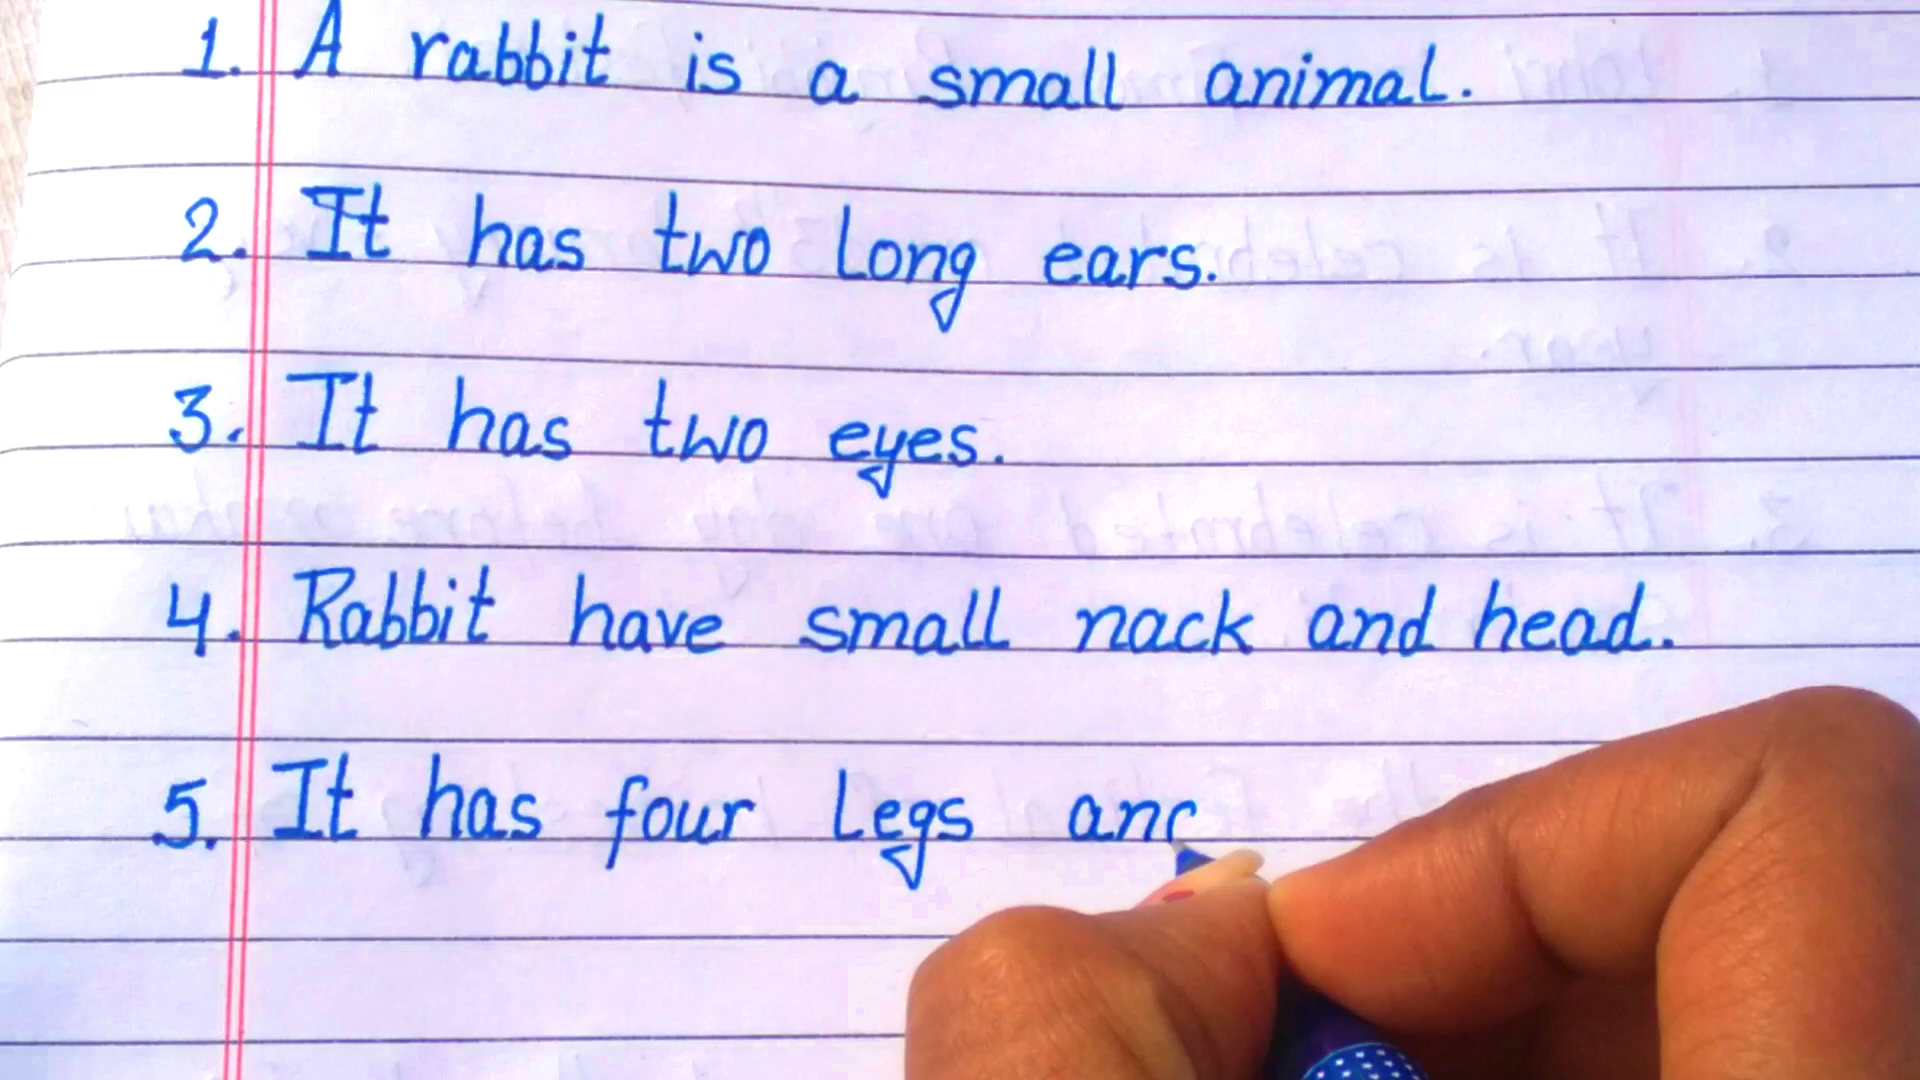 1. A rabbit is a small animal.
2. It has two long ears.
3. It has two eyes.
4. Rabbit have small nack and head.
5. It has four legs an